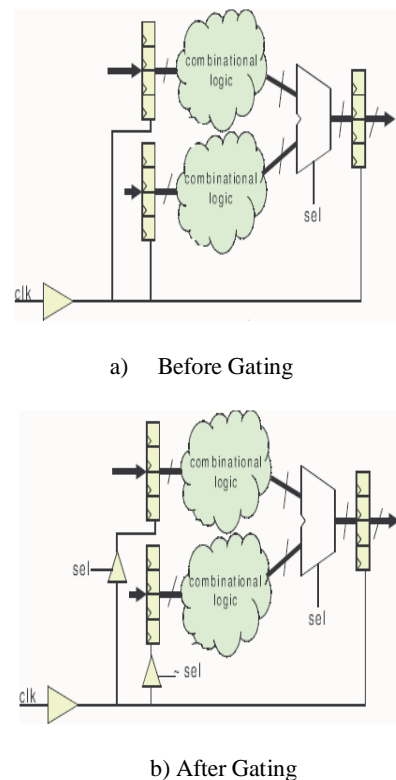 combinational
logic
combinational
logic
sel
clk
a) Before Gating
combinational
logic
sel
combinational
logic
sel
~ sel
clk
b) After Gating